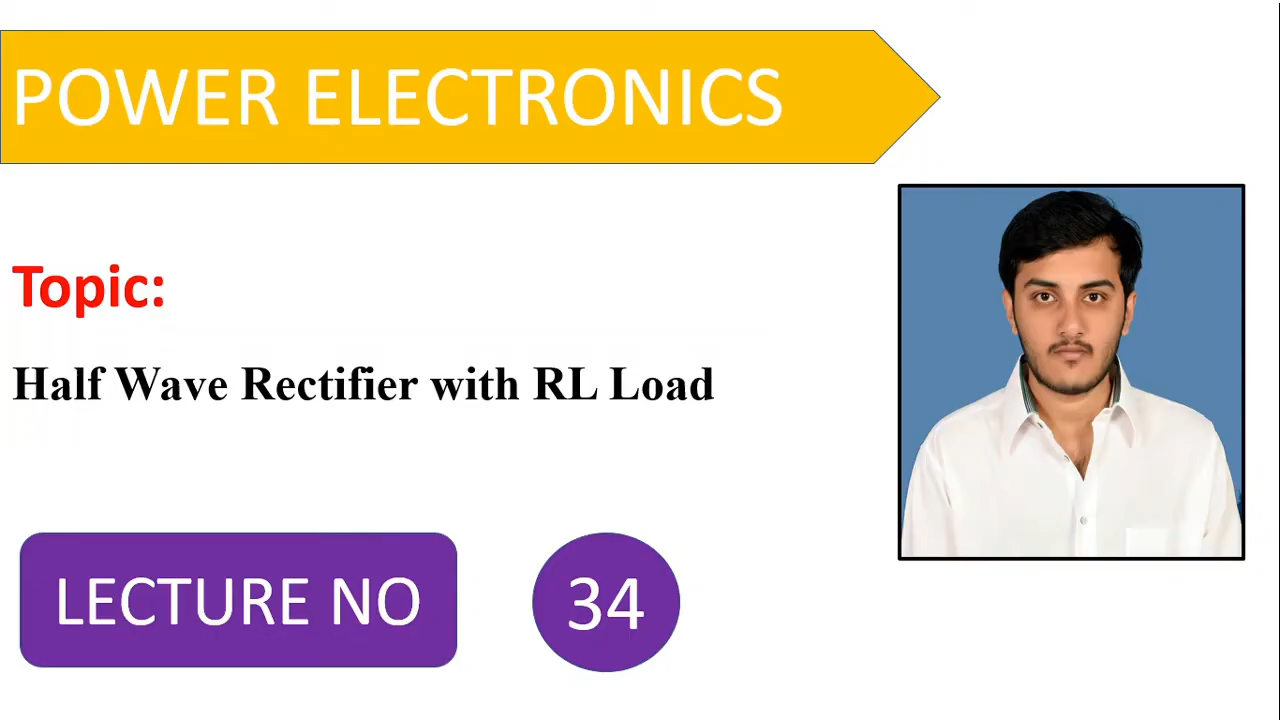 POWER ELECTRONICS
Topic:
Half Wave Rectifier with RL Load
LECTURE NO
34